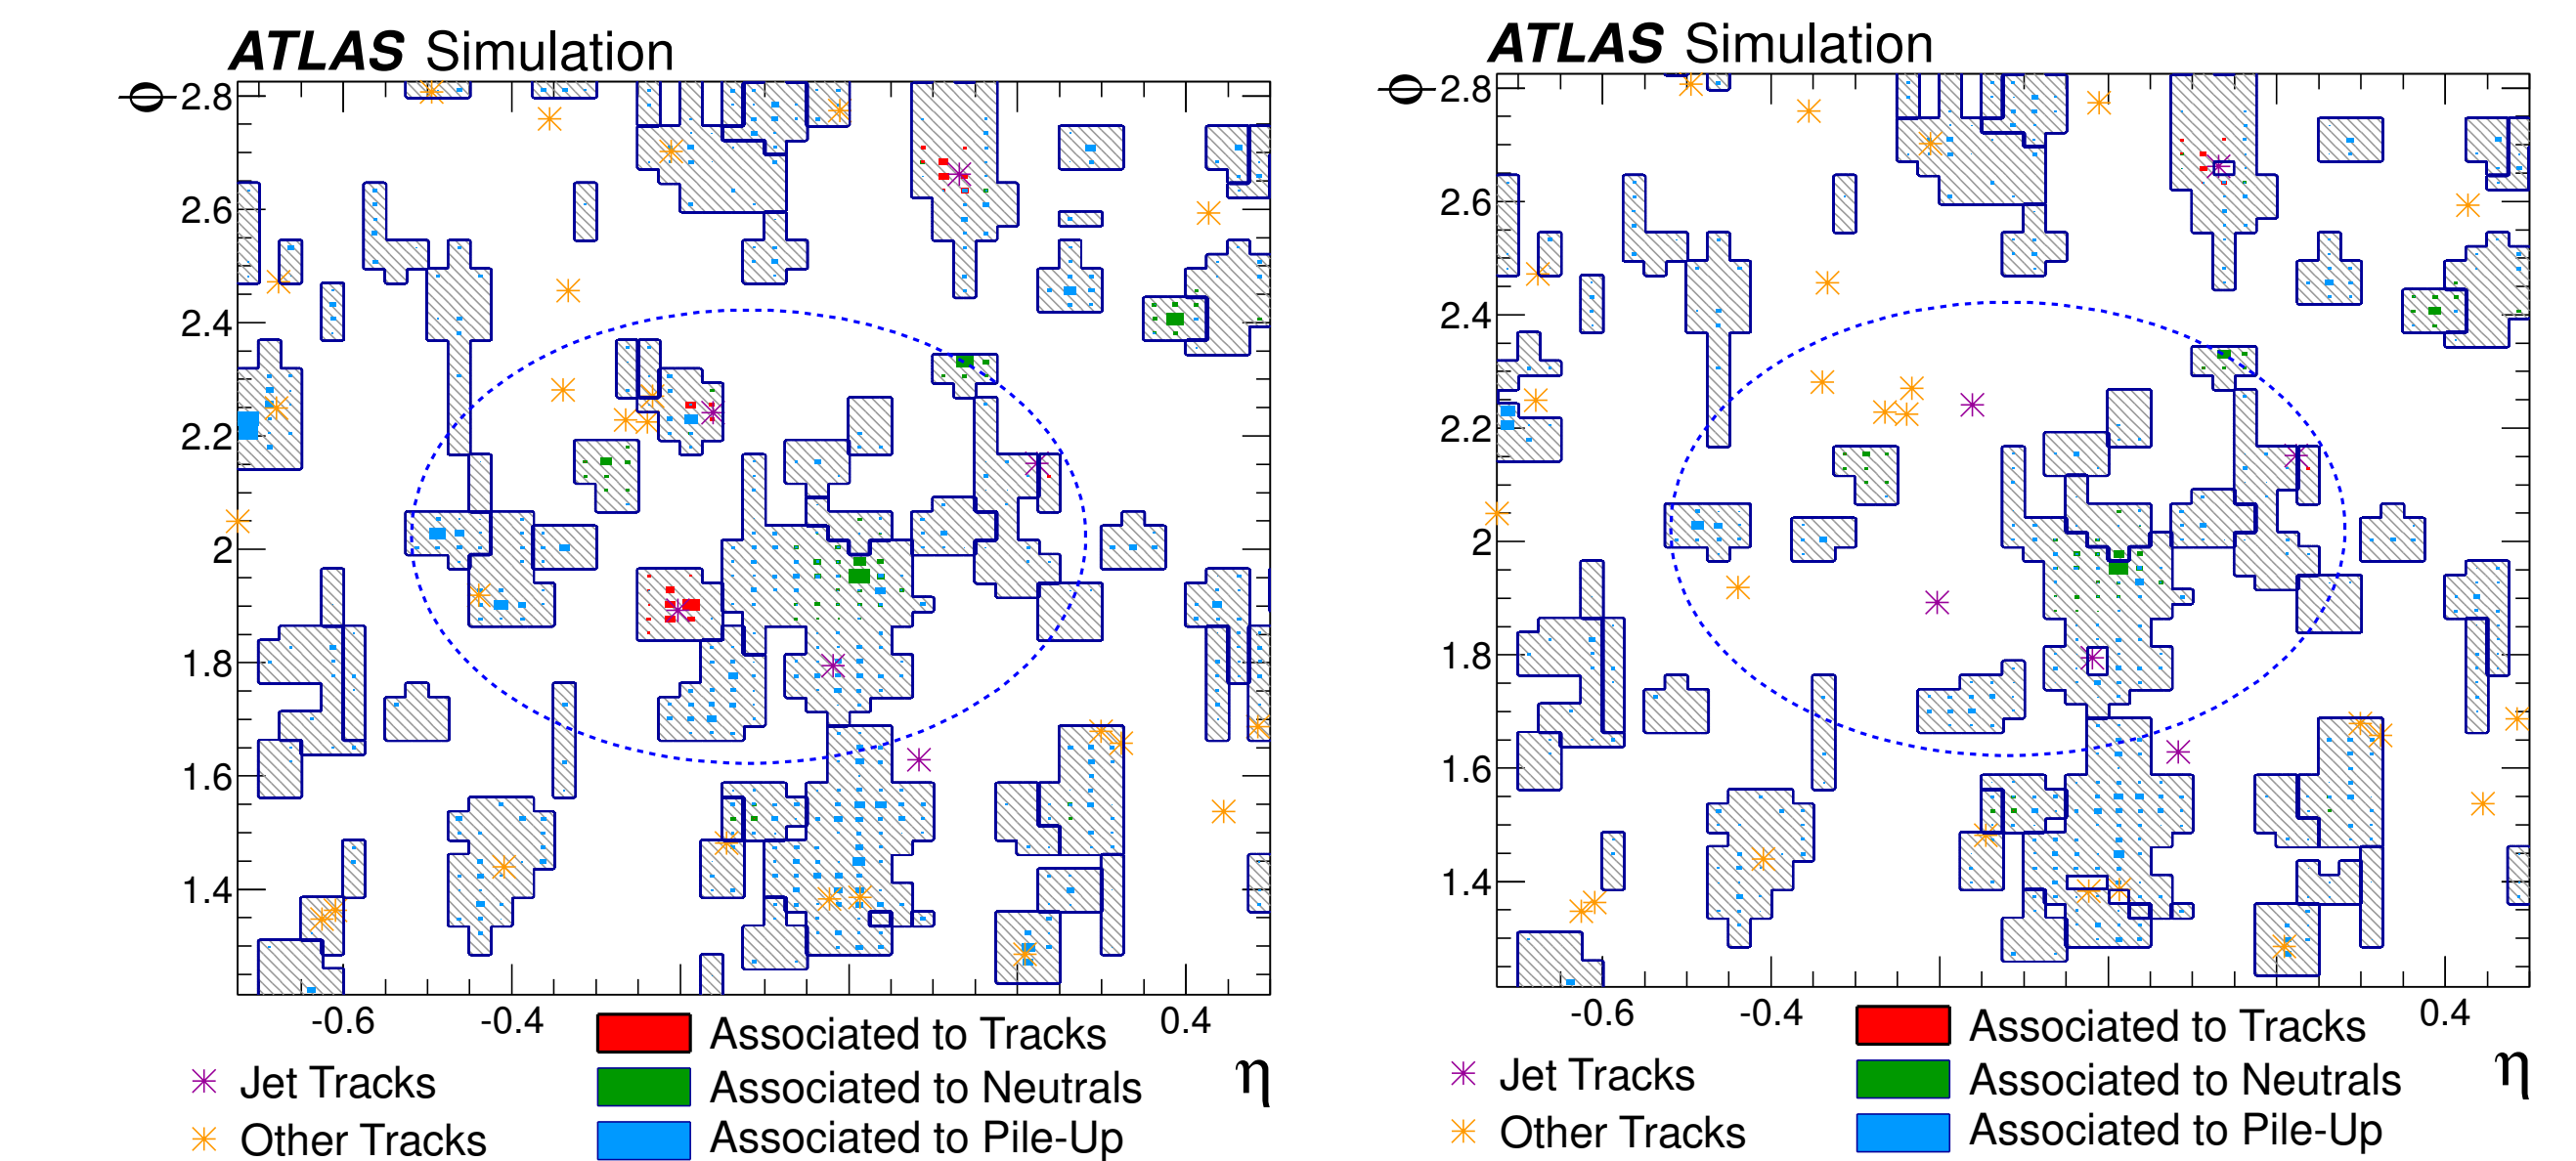 ATLAS Simulation
ϕ
2.8
2.6
2.4
2.2
2
1.8
1.6
1.4
-0.6 -0.4 0.4
η
Jet Tracks
Other Tracks
Associated to Tracks
Associated to Neutrals
Associated to Pile-Up
ATLAS Simulation
ϕ
2.8
2.6
2.4
2.2
2
1.8
1.6
1.4
-0.6 -0.4 0.4
η
Jet Tracks
Other Tracks
Associated to Tracks
Associated to Neutrals
Associated to Pile-Up